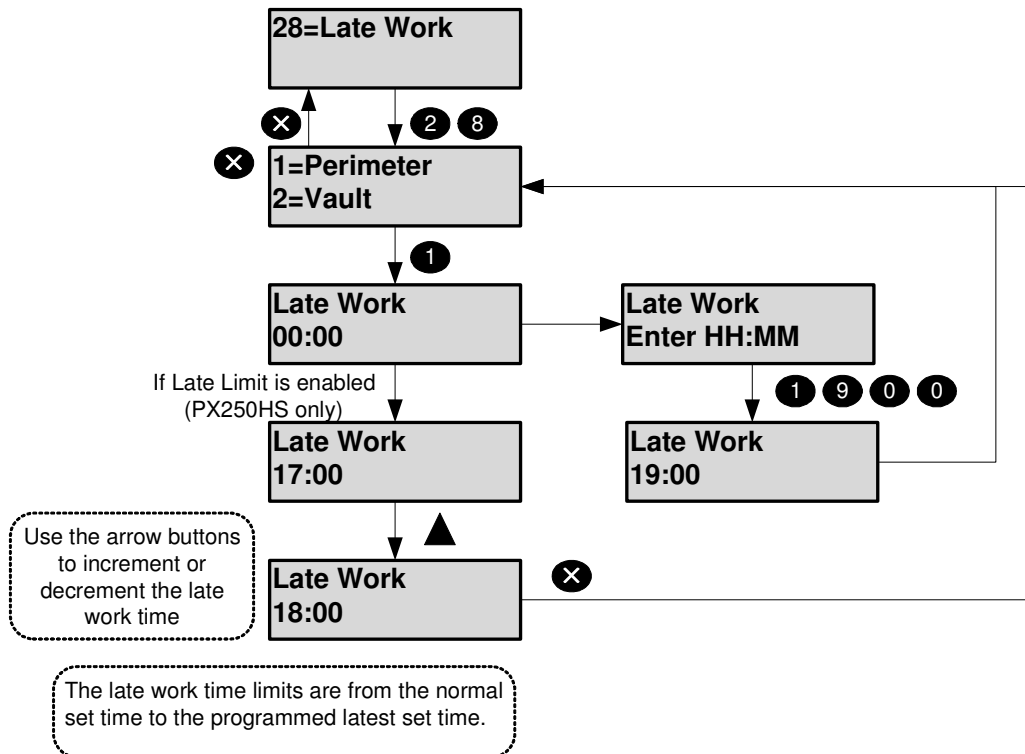 28=Late Work
2 8
1=Perimeter
2=Vault
1
Late Work
00:00
Late Work
Enter HH:MM
If Late Limit is enabled
(PX250HS only)
1 9 0 0
Late Work
17:00
Late Work
19:00
Use the arrow buttons
to increment or
decrement the late
work time
Late Work
18:00
The late work time limits are from the normal
set time to the programmed latest set time.